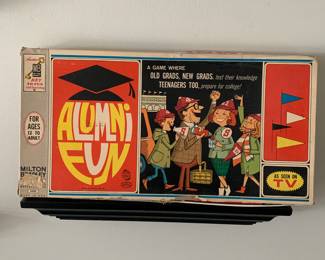 A GAME WHERE
OLD GRADS, NEW GRADS, test their knowledge
TEENAGERS TOO, prepare for college!
ALUMNI
FUN
FOR
AGES
12 TO
ADULT
MILTON
BRADLEY
AS SEEN ON
TV